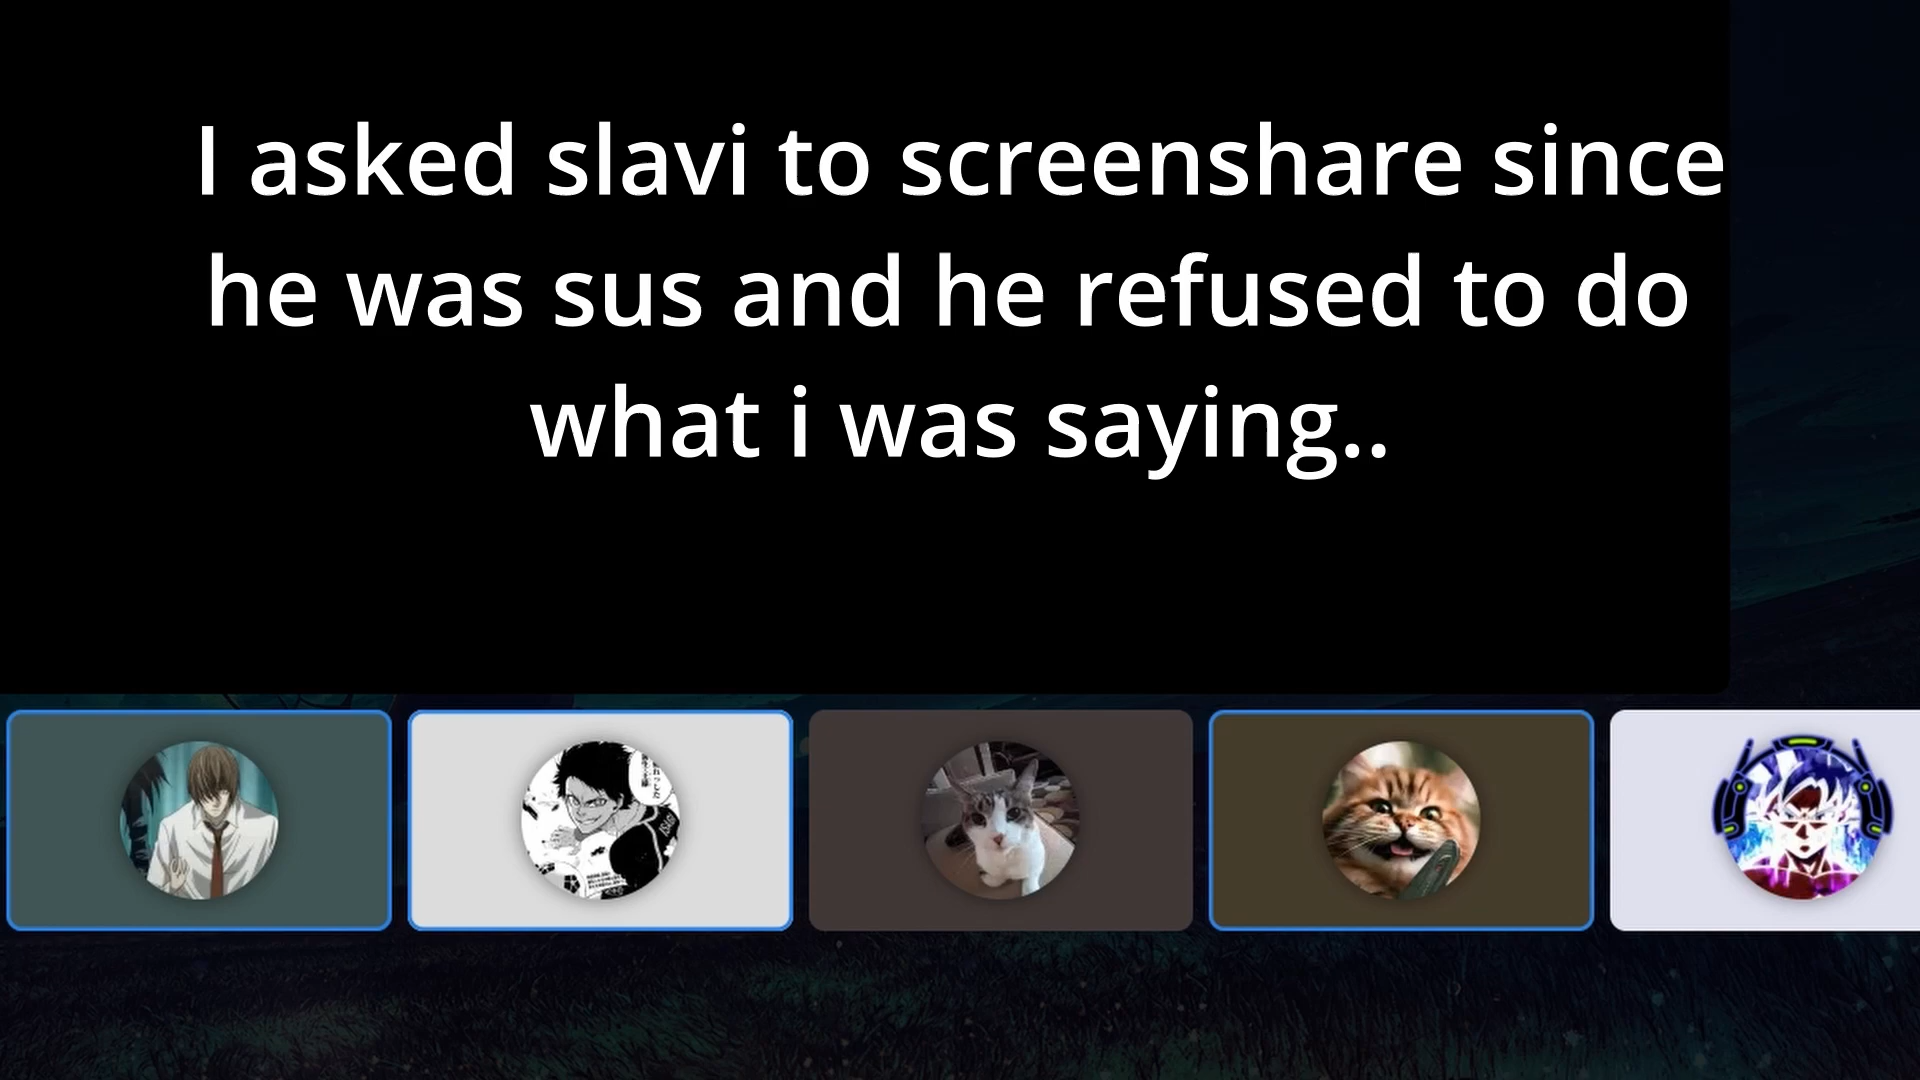 I asked slavi to screenshare since
he was sus and he refused to do
what i was saying..